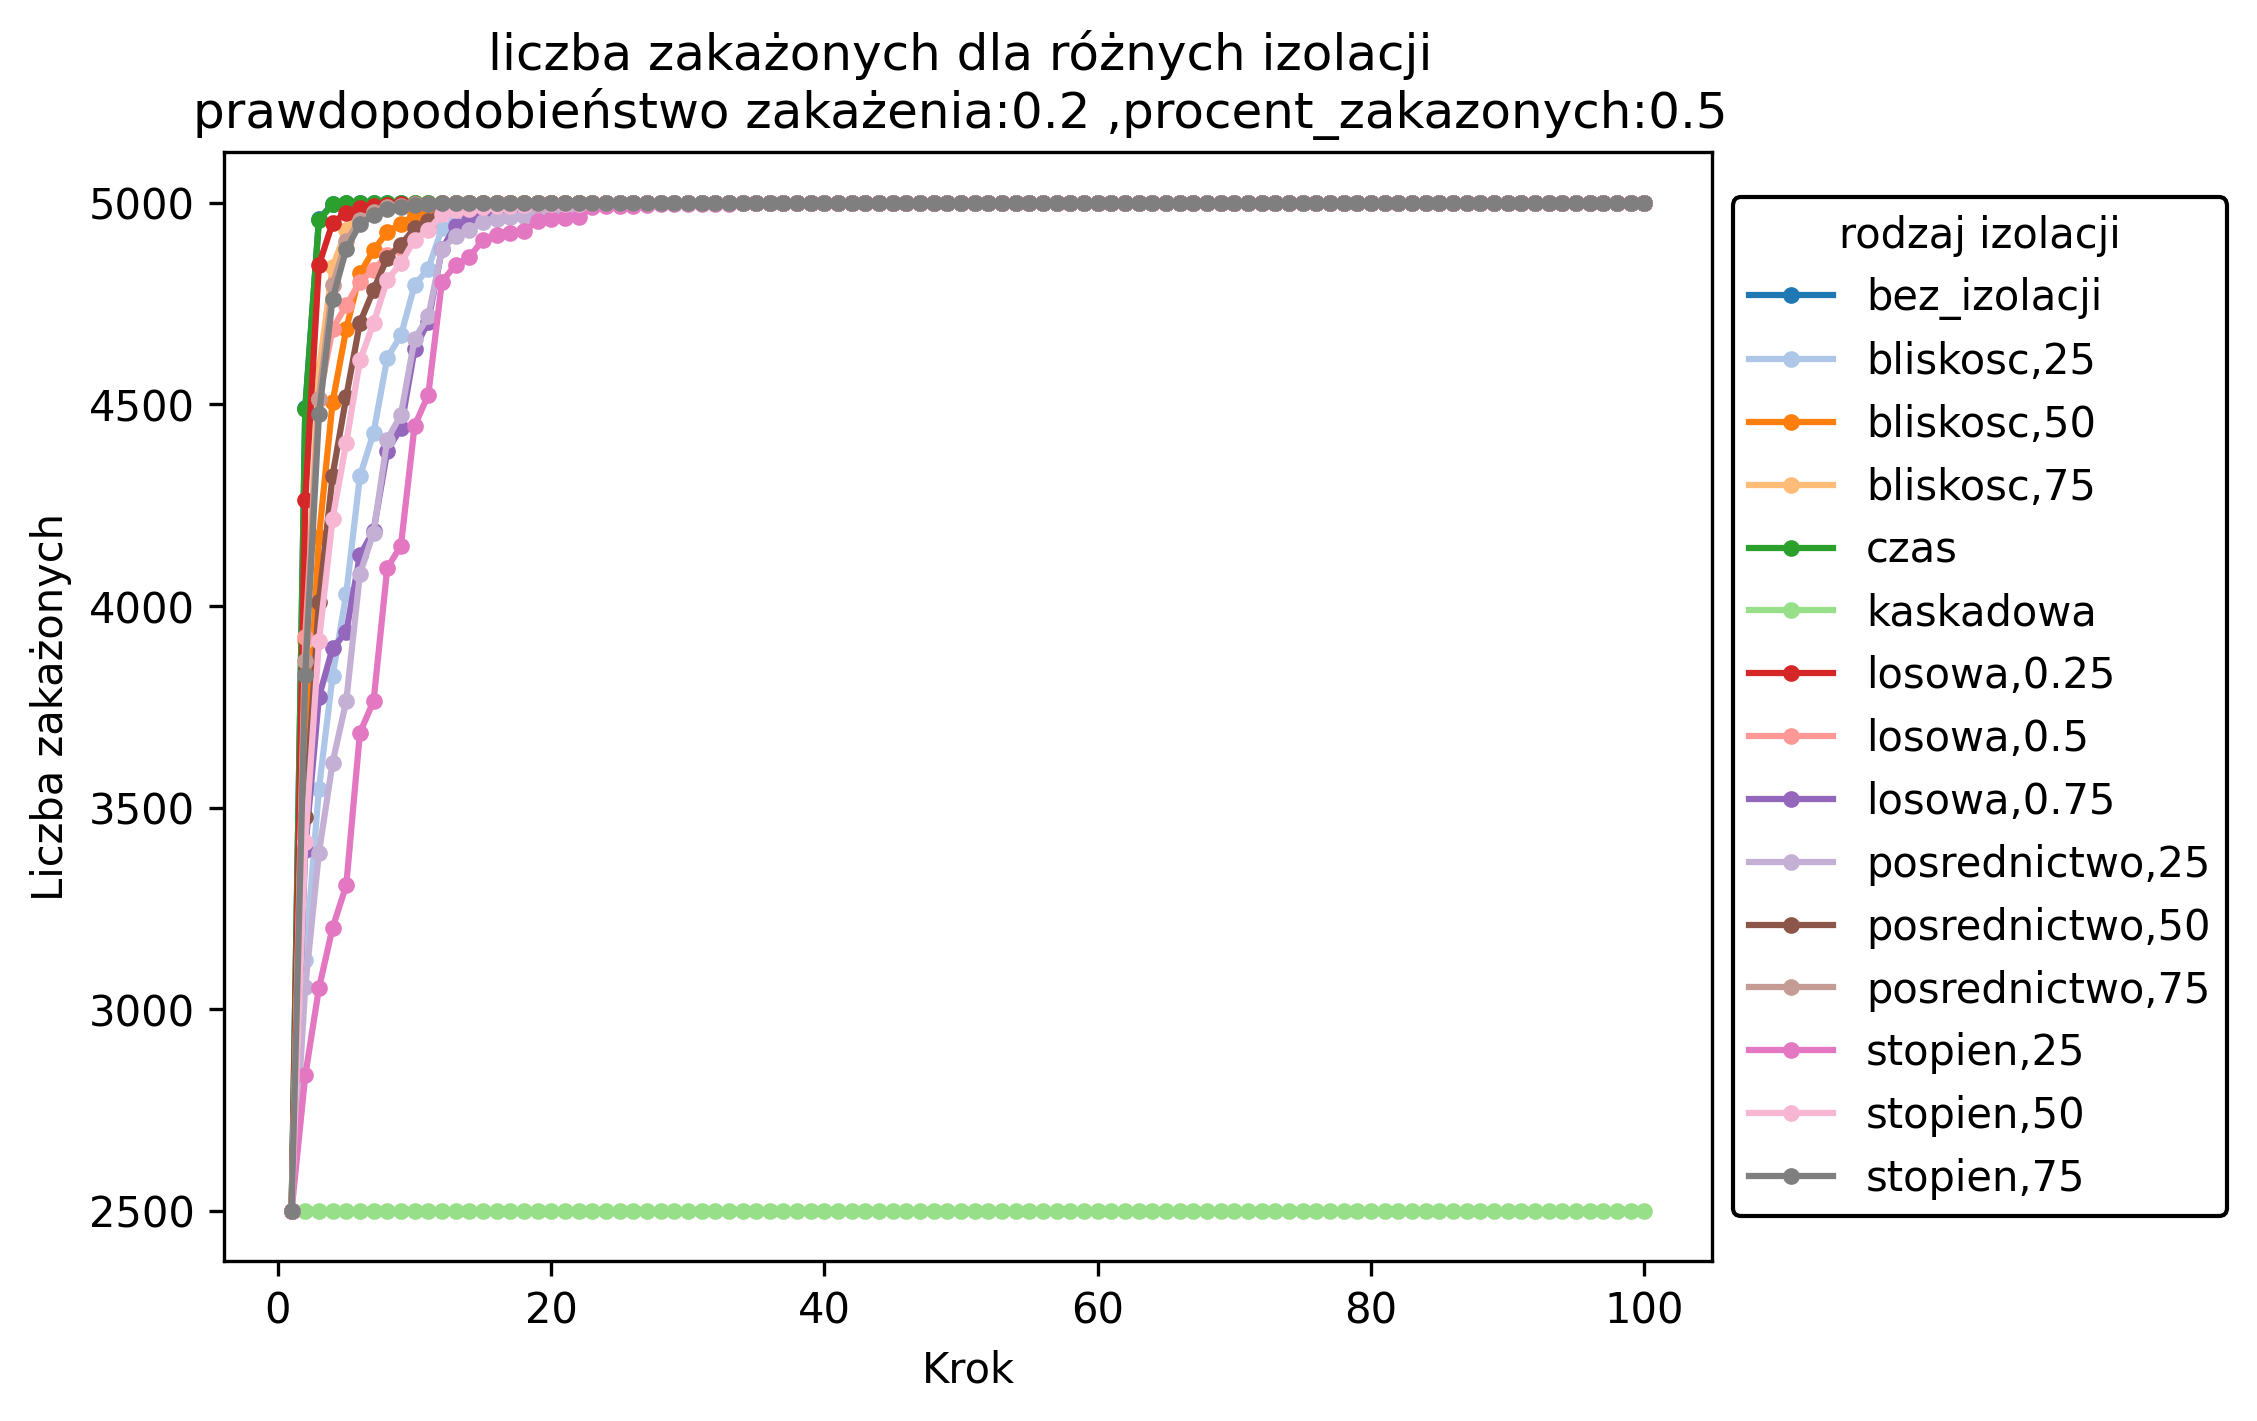 liczba zakażonych dla różnych izolacji
prawdopodobieństwo zakażenia:0.2 ,procent_zakazonych:0.5
5000
4500
4000
3500
3000
2500
Liczba zakażonych
0
20
40
60
80
100
Krok
rodzaj izolacji
bez_izolacji
bliskosc,25
bliskosc,50
bliskosc,75
czas
kaskadowa
losowa,0.25
losowa,0.5
losowa,0.75
posrednictwo,25
posrednictwo,50
posrednictwo,75
stopien,25
stopien,50
stopien,75